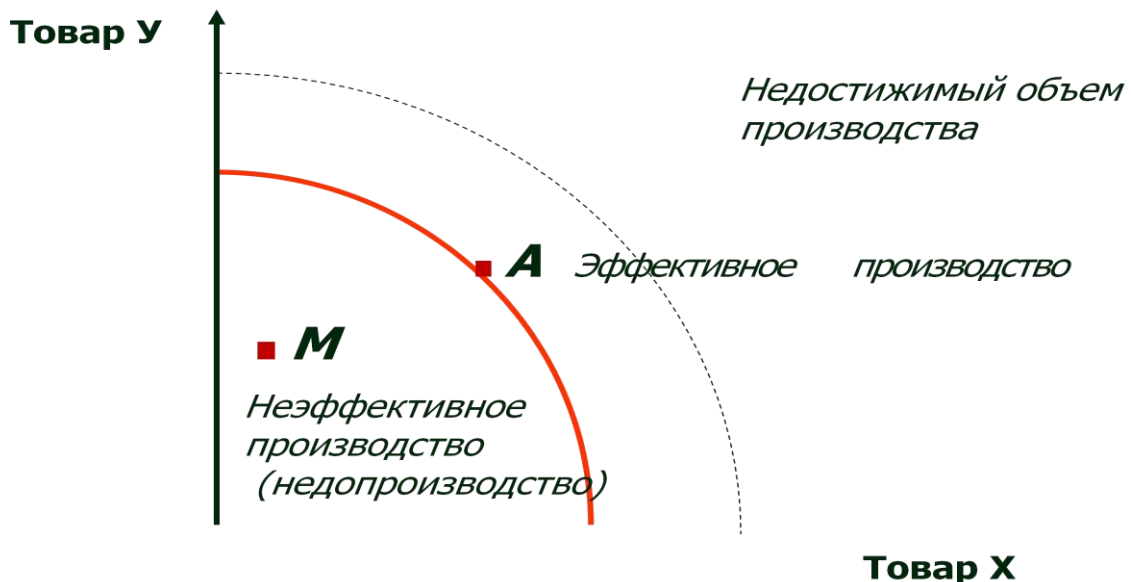 Товар У
Недостижимый объем
производства
А Эффективное производство
М
Неэффективное
производство
(недопроизводство)
Товар Х